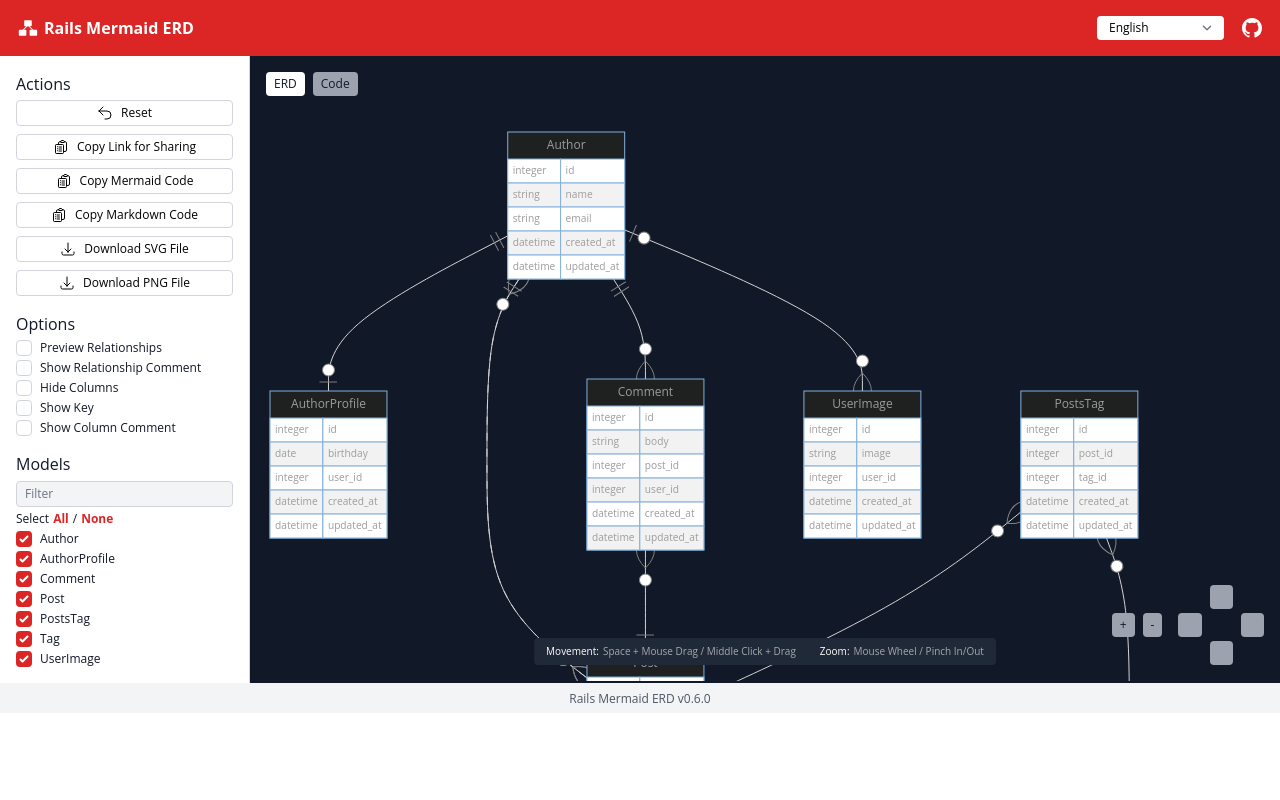 Rails Mermaid ERD
English
Actions
Reset
Copy Link for Sharing
Copy Mermaid Code
Copy Markdown Code
Download SVG File
Download PNG File
Options
Preview Relationships
Show Relationship Comment
Hide Columns
Show Key
Show Column Comment
Models
Filter
Select All / None
Author
AuthorProfile
Comment
Post
PostsTag
Tag
UserImage
ERD
Code
Author
integer id
string name
string email
datetime created_at
datetime updated_at
AuthorProfile
integer id
date birthday
integer user_id
datetime created_at
datetime updated_at
Comment
integer id
string body
integer post_id
integer user_id
datetime created_at
datetime updated_at
UserImage
integer id
string image
integer user_id
datetime created_at
datetime updated_at
PostsTag
integer id
integer post_id
integer tag_id
datetime created_at
datetime updated_at
Post
+
-
Movement: Space + Mouse Drag / Middle Click + Drag Zoom: Mouse Wheel / Pinch In/Out
Rails Mermaid ERD v0.6.0